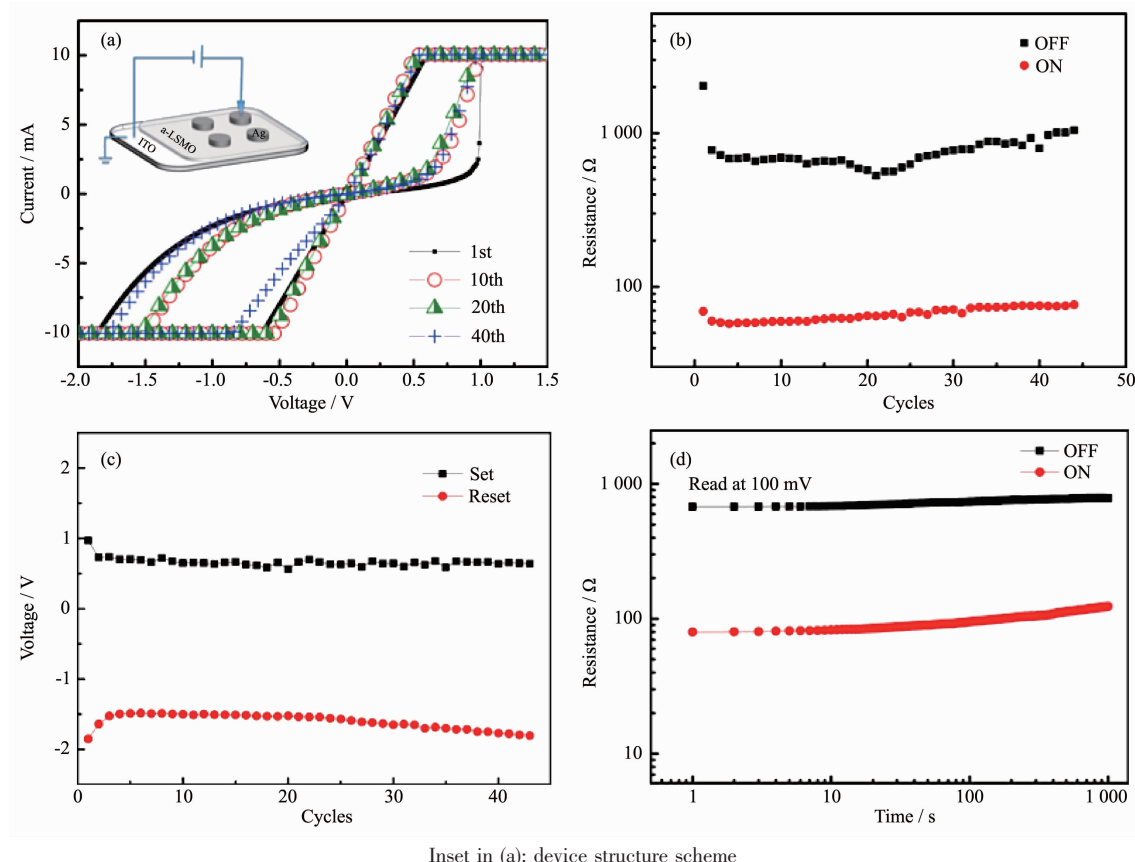 (a)
10
5
0
-5
-10
Current / mA
ITO
a-LSMO
Ag
1st
10th
20th
40th
-2.0 -1.5 -1.0 -0.5 0.0 0.5 1.0 1.5
Voltage / V
(b)
OFF
ON
1 000
100
Resistance / Ω
0 10 20 30 40 50
Cycles
(c)
Set
Reset
2
1
0
-1
-2
Voltage / V
0 10 20 30 40
Cycles
(d)
OFF
ON
Read at 100 mV
1 000
100
10
Resistance / Ω
1 10 100 1 000
Time / s
Inset in (a): device structure scheme